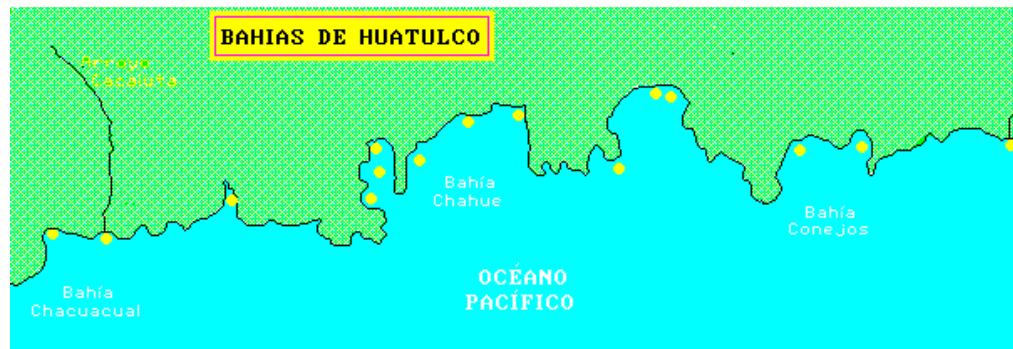 BAHIAS DE HUATULCO
Arroyo
Cacaluta
Bahía
Chahue
Bahía
Conejos
OCÉANO
PACÍFICO
Bahía
Chacuacual